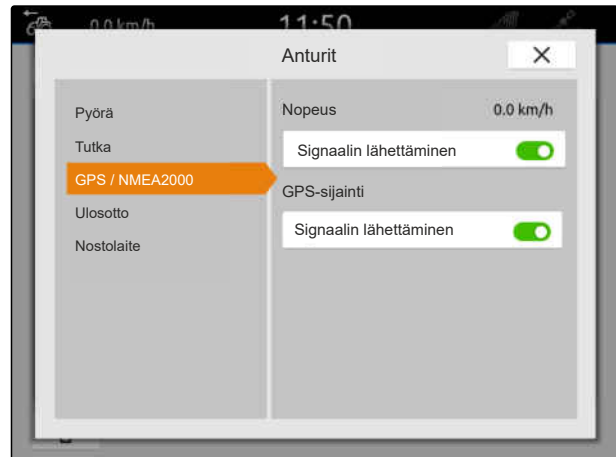 0.0 km/h
11:50
Anturit
Pyörä
Tutka
GPS / NMEA2000
Ulosotto
Nostolaite
Nopeus 0.0 km/h
Signaalin lähettäminen
GPS-sijainti
Signaalin lähettäminen